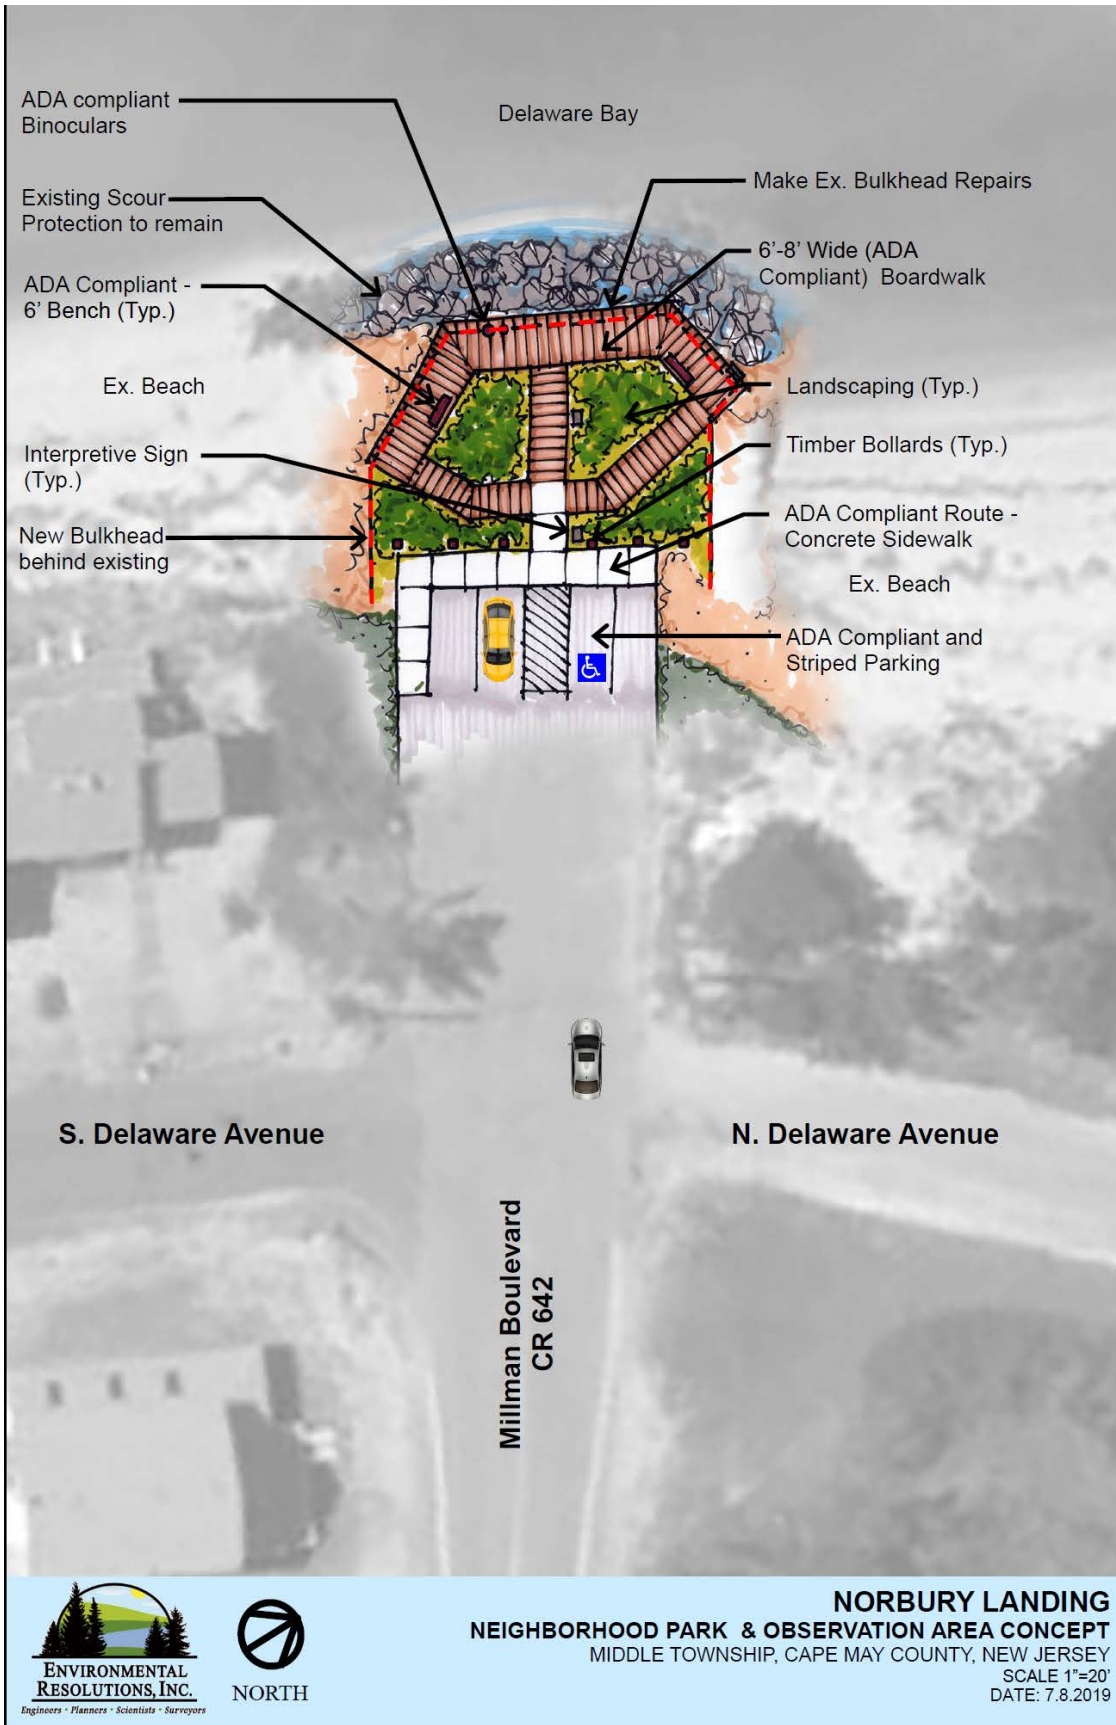 Delaware Bay
ADA compliant
Binoculars
Existing Scour
Protection to remain
ADA Compliant -
6' Bench (Typ.)
Ex. Beach
Interpretive Sign
(Typ.)
New Bulkhead
behind existing
Make Ex. Bulkhead Repairs
6'-8' Wide (ADA
Compliant) Boardwalk
Landscaping (Typ.)
Timber Bollards (Typ.)
ADA Compliant Route -
Concrete Sidewalk
Ex. Beach
ADA Compliant and
Striped Parking
S. Delaware Avenue
N. Delaware Avenue
Millman Boulevard
CR 642
ENVIRONMENTAL
RESOLUTIONS, INC.
Engineers • Planners • Scientists • Surveyors
NORTH
NORBURY LANDING
NEIGHBORHOOD PARK & OBSERVATION AREA CONCEPT
MIDDLE TOWNSHIP, CAPE MAY COUNTY, NEW JERSEY
SCALE 1"=20'
DATE: 7.8.2019